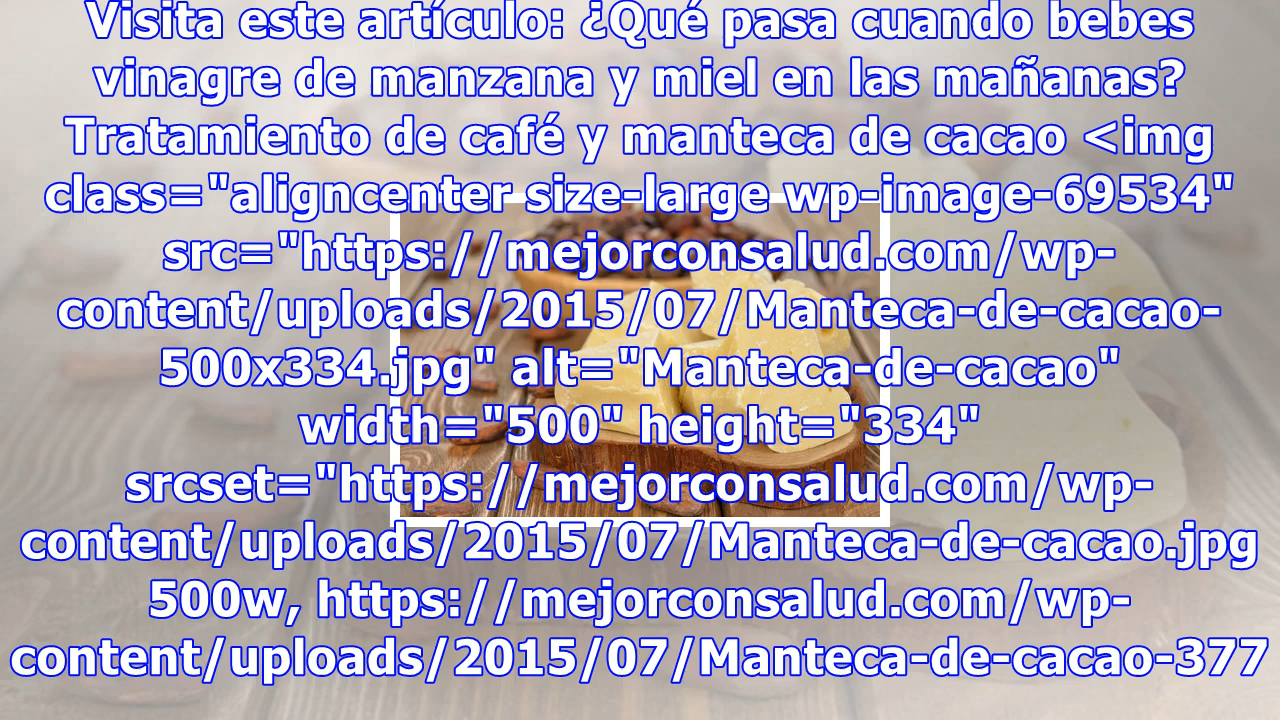 Visita este artículo: ¿Qué pasa cuando bebes
vinagre de manzana y miel en las mañanas?
Tratamiento de café y manteca de cacao <img
class="aligncenter size-large wp-image-69534"
src="https://mejorconsalud.com/wp-
content/uploads/2015/07/Manteca-de-cacao-
500x334.jpg" alt="Manteca-de-cacao"
width="500" height="334"
srcset="https://mejorconsalud.com/wp-
content/uploads/2015/07/Manteca-de-cacao.jpg
500w, https://mejorconsalud.com/wp-
content/uploads/2015/07/Manteca-de-cacao-377